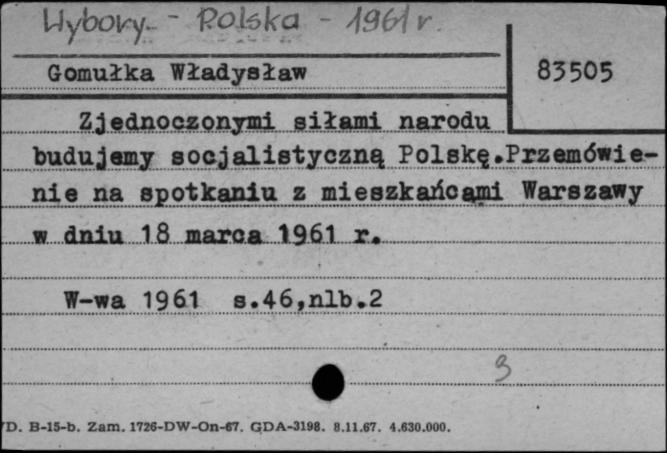 Wybory - Polska - 1961 r.
Gomułka Władysław
83505
Zjednoczonymi siłami narodu
budujemy socjalistyczną Polskę.Przemówie-
nie na spotkaniu z mieszkańcami Warszawy
w dniu 18 marca 1961 r.
W-wa 1961 s.46,nlb.2
3
D. B-15-b. Zam. 1726-DW-On-67. GDA-3198. 8.11.67. 4.630.000.